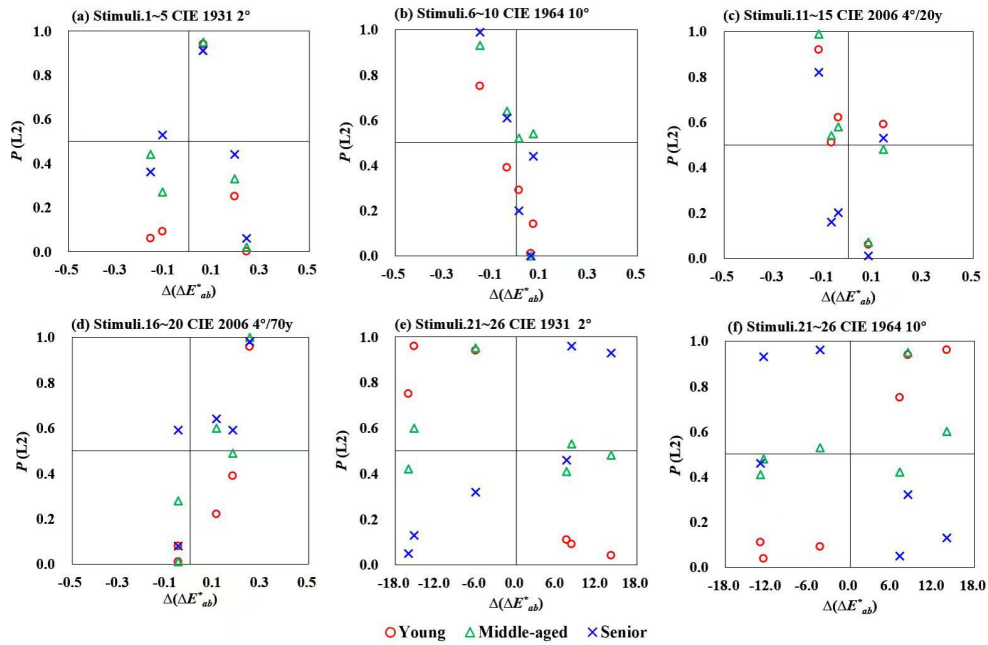 (a) Stimuli.1~5 CIE 1931 2°
1.0
0.8
0.6
0.4
0.2
0.0
P (L2)
-0.5 -0.3 -0.1 0.1 0.3 0.5
Δ(ΔE*ab)
(b) Stimuli.6~10 CIE 1964 10°
1.0
0.8
0.6
0.4
0.2
0.0
P (L2)
-0.5 -0.3 -0.1 0.1 0.3 0.5
Δ(ΔE*ab)
(c) Stimuli.11~15 CIE 2006 4°/20y
1.0
0.8
0.6
0.4
0.2
0.0
P (L2)
-0.5 -0.3 -0.1 0.1 0.3 0.5
Δ(ΔE*ab)
(d) Stimuli.16~20 CIE 2006 4°/70y
1.0
0.8
0.6
0.4
0.2
0.0
P (L2)
-0.5 -0.3 -0.1 0.1 0.3 0.5
Δ(ΔE*ab)
(e) Stimuli.21~26 CIE 1931 2°
1.0
0.8
0.6
0.4
0.2
0.0
P (L2)
-18.0 -12.0 -6.0 0.0 6.0 12.0 18.0
Δ(ΔE*ab)
(f) Stimuli.21~26 CIE 1964 10°
1.0
0.8
0.6
0.4
0.2
0.0
P (L2)
-18.0 -12.0 -6.0 0.0 6.0 12.0 18.0
Δ(ΔE*ab)
Young Middle-aged Senior